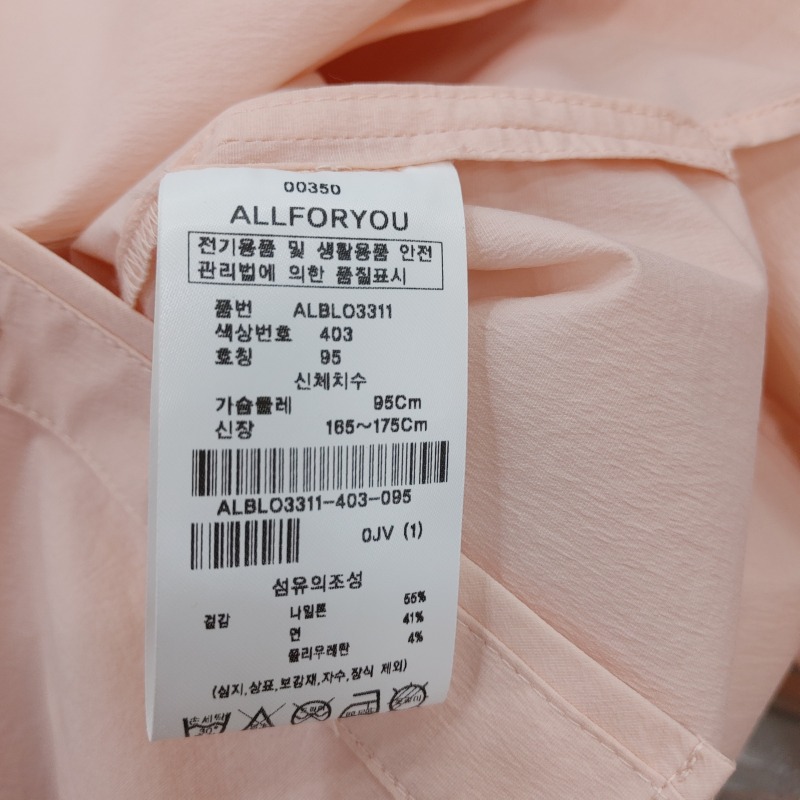 00350
ALLFORYOU
전기용품 및 생활용품 안전
관리법에 의한 품질표시
품번 ALBLO3311
색상번호 403
호칭 95
신체치수
가슴둘레 95Cm
신장 165~175Cm
ALBLO3311-403-095
0JV (1)
섬유의조성
겉감 나일론 55%
면 41%
폴리우레탄 4%
(심지,상표,보강재,자수,장식 제외)
손세탁
30°